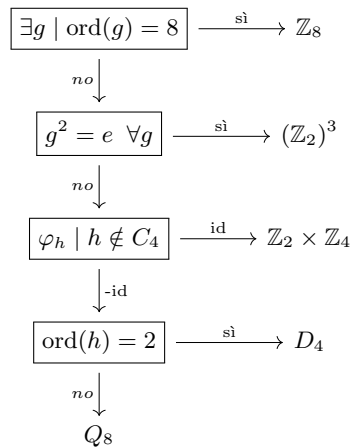 ∃g | ord(g) = 8 sì ℤ₈
no
g² = e ∀g sì (ℤ₂)³
no
φₕ | h ∉ C₄ id ℤ₂ × ℤ₄
-id
ord(h) = 2 sì D₄
no
Q₈